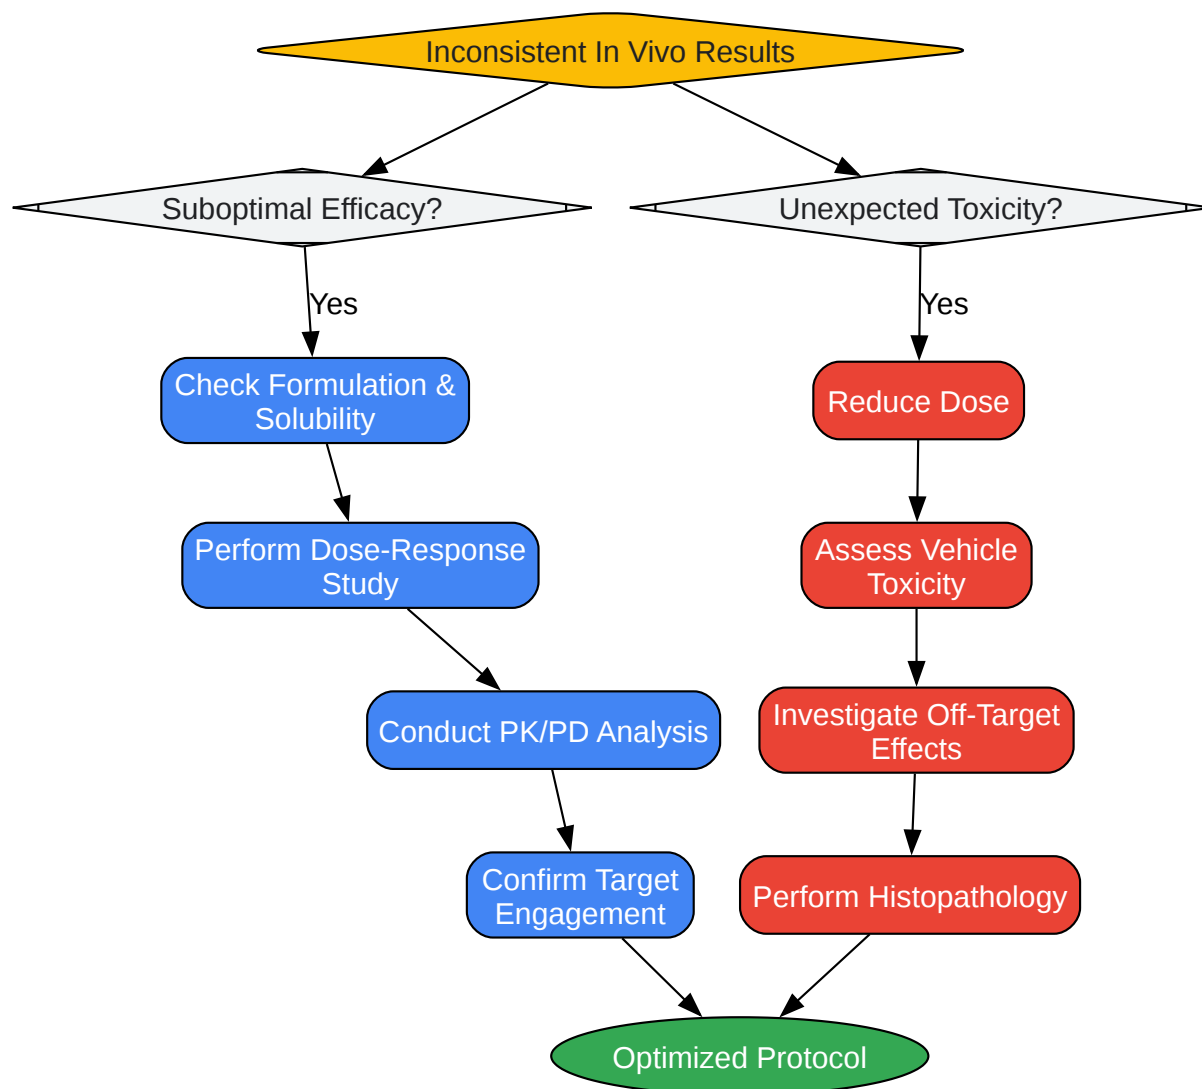 Inconsistent In Vivo Results
Suboptimal Efficacy?
Unexpected Toxicity?
Yes
Yes
Check Formulation &
Solubility
Reduce Dose
Perform Dose-Response
Study
Assess Vehicle
Toxicity
Conduct PK/PD Analysis
Investigate Off-Target
Effects
Confirm Target
Engagement
Perform Histopathology
Optimized Protocol